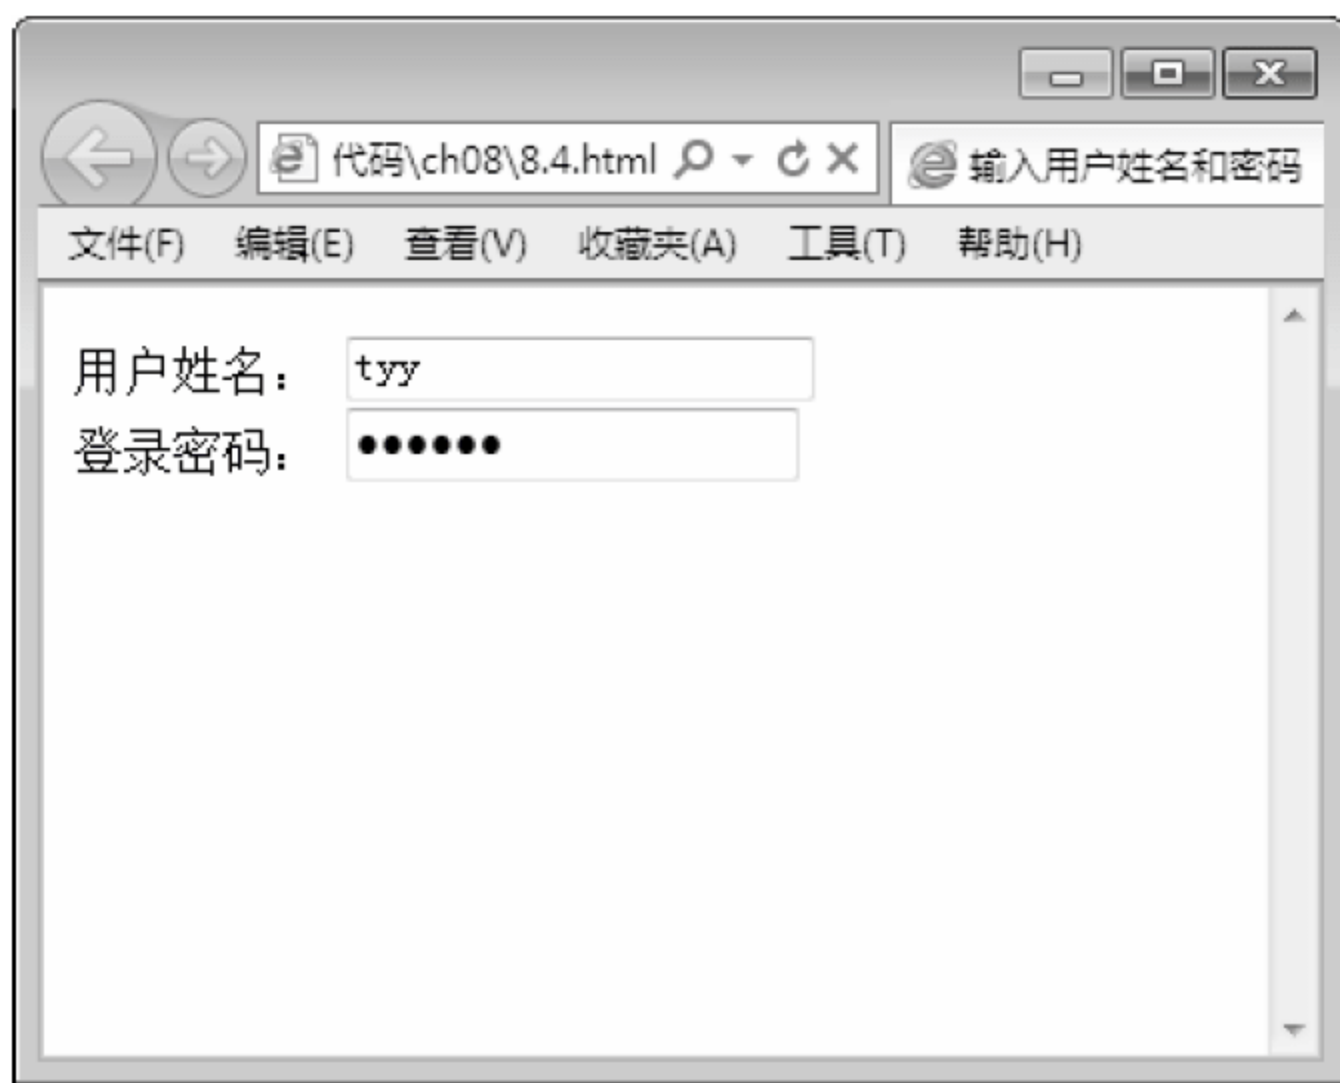 代码\ch08\8.4.html
输入用户姓名和密码
文件(F) 编辑(E) 查看(V) 收藏夹(A) 工具(T) 帮助(H)
用户姓名： tyy
登录密码： ●●●●●●